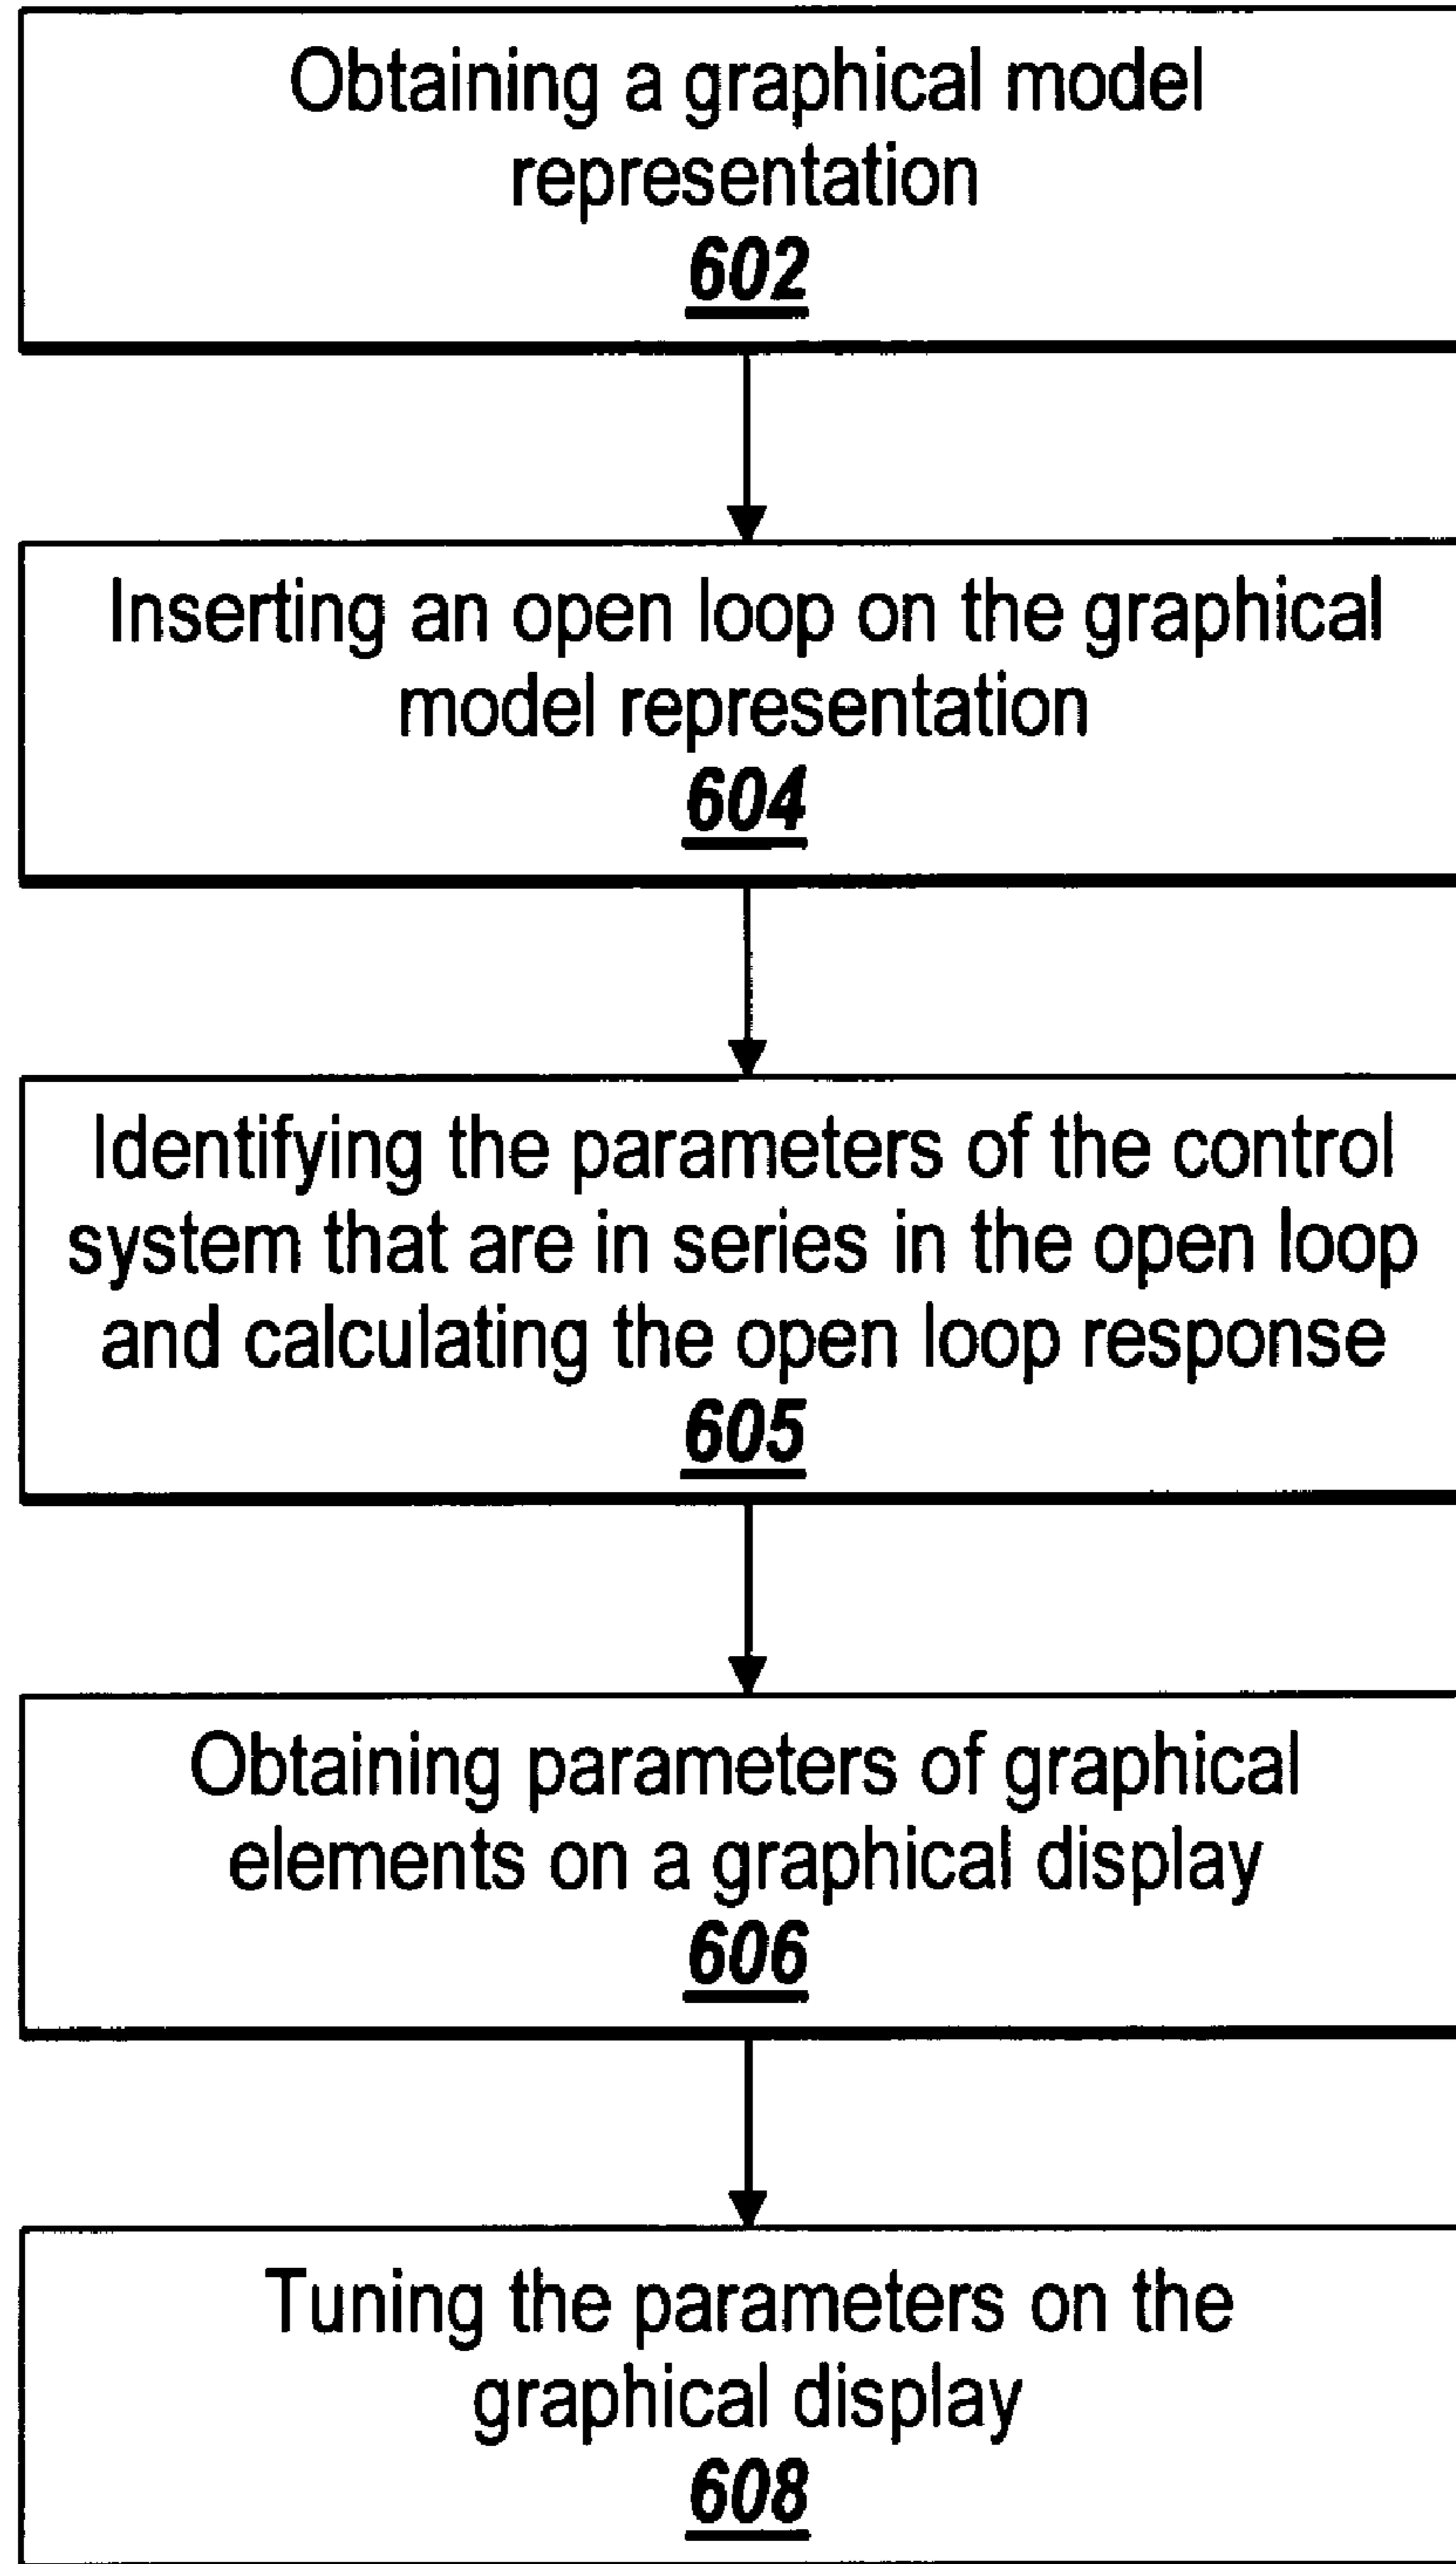 Obtaining a graphical model
representation
602
Inserting an open loop on the graphical
model representation
604
Identifying the parameters of the control
system that are in series in the open loop
and calculating the open loop response
605
Obtaining parameters of graphical
elements on a graphical display
606
Tuning the parameters on the
graphical display
608